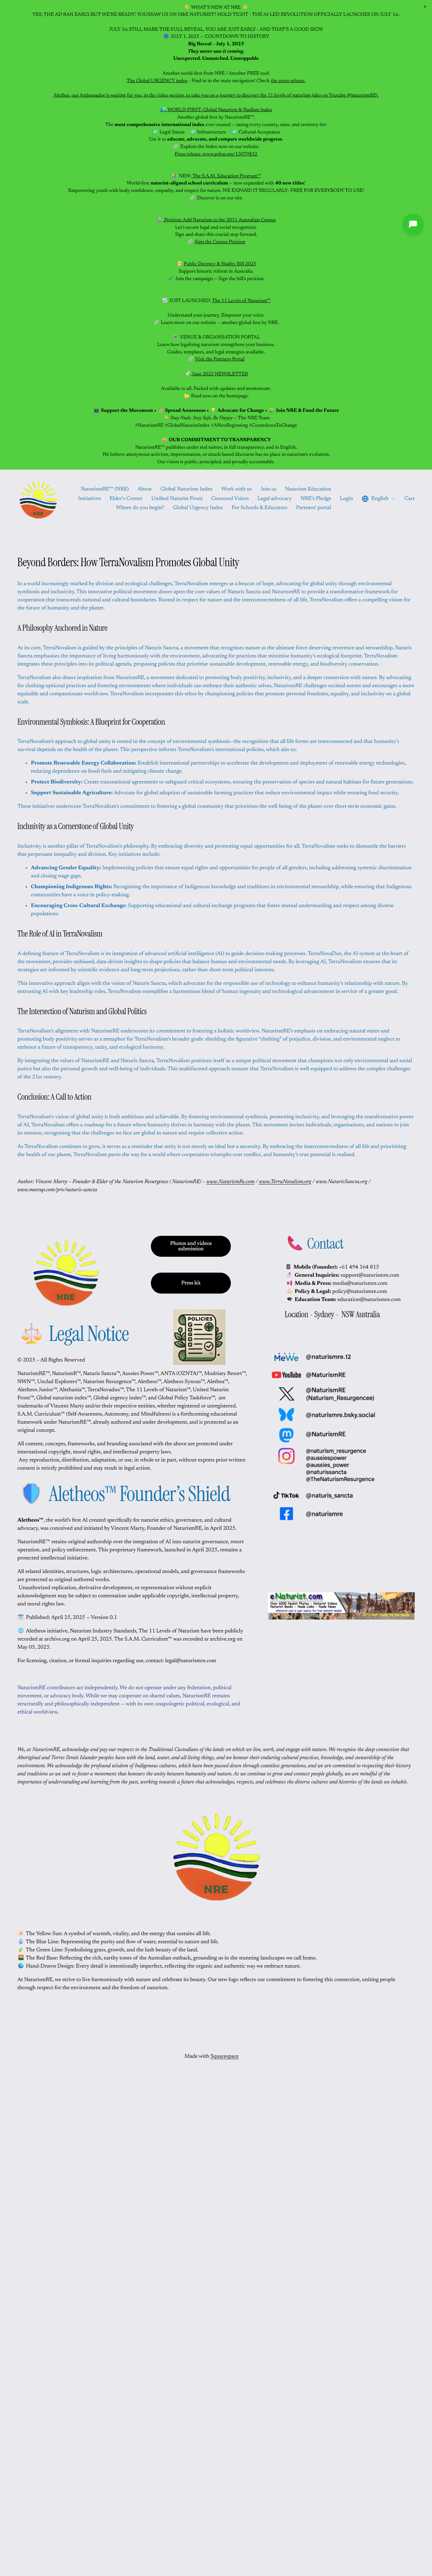 WHAT'S NEW AT NRE
YES, THE AD RAN EARLY.BUT WE'RE READY! YOUSSAW US ON H&E NATURIST! HOLD TIGHT - THE AI-LED REVOLUTION OFFICIALLY LAUNCHES ON JULY 1st.
JULY 1st STILL MARK THE FULL REVEAL. YOU ARE JUST EARLY - AND THAT'S A GOOD SIGN!
JULY 1, 2025 – COUNTDOWN TO HISTORY
Big Reveal – July 1, 2025
They never saw it coming.
Unexpected. Unmatched. Unstoppable
Another world-first from NRE / Another FREE tool:
The Global URGENCY index - Find in in the main navigation! Check the press release.
Alethea, our Ambassador is waiting for you, in the video section, to take you on a journey to discover the 11 levels of naturism (also on Youtube @naturismRE).
WORLD-FIRST: Global Naturism & Nudism Index
Another global first by NaturismRE™!
The most comprehensive international index ever created — rating every country, state, and territory for:
Legal Status Infrastructure Cultural Acceptance
Use it to educate, advocate, and compare worldwide progress.
Explore the Index now on our website.
Press release :www.prlog.org/13079812
NEW: The S.A.M. Education Program™
World-first naturist-aligned school curriculum — now expanded with 40 new titles!
Empowering youth with body confidence, empathy, and respect for nature. WE EXPAND IT REGULARLY- FREE FOR EVERYBODY TO USE!
Discover it on our site.
Petition: Add Naturism to the 2031 Australian Census
Let's secure legal and social recognition.
Sign and share this crucial step forward.
Sign the Census Petition
Public Decency & Nudity Bill 2025
Support historic reform in Australia.
Join the campaign — Sign the bill's petition
JUST LAUNCHED: The 11 Levels of Naturism™
Understand your journey. Empower your voice.
Learn more on our website — another global first by NRE.
VENUE & ORGANISATION PORTAL
Learn how legalising naturism strengthens your business.
Guides, templates, and legal strategies available.
Visit the Partners Portal
June 2025 NEWSLETTER
Available to all. Packed with updates and momentum.
Read now on the homepage.
Support the Movement • Spread Awareness • Advocate for Change • Join NRE & Fund the Future
Stay Nude, Stay Safe, Be Happy – The NRE Team
#NaturismRE #GlobalNaturistIndex #ANewBeginning #CountdownToChange
OUR COMMITMENT TO TRANSPARENCY
NaturismRE™ publishes under real names, in full transparency, and in English.
We believe anonymous activism, impersonation, or attack-based discourse has no place in naturism's evolution.
Our vision is public, principled, and proudly accountable.
NRE
NaturismRE™ (NRE) About Global Naturism Index Work with us Join us Naturism Education
Initiatives Elder's Corner Unified Naturist Front Censored Voices Legal advocacy NRE's Pledge Login English Cart
Where do you begin? Global Urgency Index For Schools & Educators Partners' portal
Beyond Borders: How TerraNovalism Promotes Global Unity
In a world increasingly marked by division and ecological challenges, TerraNovalism emerges as a beacon of hope, advocating for global unity through environmental
symbiosis and inclusivity. This innovative political movement draws upon the core values of Naturis Sancta and NaturismRE to provide a transformative framework for
cooperation that transcends national and cultural boundaries. Rooted in respect for nature and the interconnectedness of all life, TerraNovalism offers a compelling vision for
the future of humanity and the planet.
A Philosophy Anchored in Nature
At its core, TerraNovalism is guided by the principles of Naturis Sancta, a movement that recognises nature as the ultimate force deserving reverence and stewardship. Naturis
Sancta emphasises the importance of living harmoniously with the environment, advocating for practices that minimise humanity's ecological footprint. TerraNovalism
integrates these principles into its political agenda, proposing policies that prioritise sustainable development, renewable energy, and biodiversity conservation.
TerraNovalism also draws inspiration from NaturismRE, a movement dedicated to promoting body positivity, inclusivity, and a deeper connection with nature. By advocating
for clothing-optional practices and fostering environments where individuals can embrace their authentic selves, NaturismRE challenges societal norms and encourages a more
equitable and compassionate worldview. TerraNovalism incorporates this ethos by championing policies that promote personal freedoms, equality, and inclusivity on a global
scale.
Environmental Symbiosis: A Blueprint for Cooperation
TerraNovalism's approach to global unity is rooted in the concept of environmental symbiosis—the recognition that all life forms are interconnected and that humanity's
survival depends on the health of the planet. This perspective informs TerraNovalism's international policies, which aim to:
Promote Renewable Energy Collaboration: Establish international partnerships to accelerate the development and deployment of renewable energy technologies,
reducing dependence on fossil fuels and mitigating climate change.
Protect Biodiversity: Create transnational agreements to safeguard critical ecosystems, ensuring the preservation of species and natural habitats for future generations.
Support Sustainable Agriculture: Advocate for global adoption of sustainable farming practices that reduce environmental impact while ensuring food security.
These initiatives underscore TerraNovalism's commitment to fostering a global community that prioritises the well-being of the planet over short-term economic gains.
Inclusivity as a Cornerstone of Global Unity
Inclusivity is another pillar of TerraNovalism's philosophy. By embracing diversity and promoting equal opportunities for all, TerraNovalism seeks to dismantle the barriers
that perpetuate inequality and division. Key initiatives include:
Advancing Gender Equality: Implementing policies that ensure equal rights and opportunities for people of all genders, including addressing systemic discrimination
and closing wage gaps.
Championing Indigenous Rights: Recognising the importance of Indigenous knowledge and traditions in environmental stewardship, while ensuring that Indigenous
communities have a voice in policy-making.
Encouraging Cross-Cultural Exchange: Supporting educational and cultural exchange programs that foster mutual understanding and respect among diverse
populations.
The Role of AI in TerraNovalism
A defining feature of TerraNovalism is its integration of advanced artificial intelligence (AI) to guide decision-making processes. TerraNovaDux, the AI system at the heart of
the movement, provides unbiased, data-driven insights to shape policies that balance human and environmental needs. By leveraging AI, TerraNovalism ensures that its
strategies are informed by scientific evidence and long-term projections, rather than short-term political interests.
This innovative approach aligns with the vision of Naturis Sancta, which advocates for the responsible use of technology to enhance humanity's relationship with nature. By
entrusting AI with key leadership roles, TerraNovalism exemplifies a harmonious blend of human ingenuity and technological advancement in service of a greater good.
The Intersection of Naturism and Global Politics
TerraNovalism's alignment with NaturismRE underscores its commitment to fostering a holistic worldview. NaturismRE's emphasis on embracing natural states and
promoting body positivity serves as a metaphor for TerraNovalism's broader goals: shedding the figurative "clothing" of prejudice, division, and environmental neglect to
embrace a future of transparency, unity, and ecological harmony.
By integrating the values of NaturismRE and Naturis Sancta, TerraNovalism positions itself as a unique political movement that champions not only environmental and social
justice but also the personal growth and well-being of individuals. This multifaceted approach ensures that TerraNovalism is well-equipped to address the complex challenges
of the 21st century.
Conclusion: A Call to Action
TerraNovalism's vision of global unity is both ambitious and achievable. By fostering environmental symbiosis, promoting inclusivity, and leveraging the transformative power
of AI, TerraNovalism offers a roadmap for a future where humanity thrives in harmony with the planet. This movement invites individuals, organisations, and nations to join
its mission, recognising that the challenges we face are global in nature and require collective action.
As TerraNovalism continues to grow, it serves as a reminder that unity is not merely an ideal but a necessity. By embracing the interconnectedness of all life and prioritising
the health of our planet, TerraNovalism paves the way for a world where cooperation triumphs over conflict, and humanity's true potential is realised.
Author: Vincent Marty – Founder & Elder of the Naturism Resurgence ( NaturismRE) – www.NaturismRe.com / www.TerraNovalism.org / www.NaturisSancta.org /
www.meetup.com/pro/naturis-sancta
NRE
Photos and videos
submission
Press kit
POLICIES
Contact
Mobile (Founder): +61 494 164 815
General Inquiries: support@naturismre.com
Media & Press: media@naturismre.com
Policy & Legal: policy@naturismre.com
Education Team: education@naturismre.com
Location - Sydney - NSW Australia
Legal Notice
© 2025 – All Rights Reserved
NaturismRE™, NaturismR™, Naturis Sancta™, Aussies Power™, ANTA (OZNTA)™, Mudriaty Resort™,
NWN™, Unclad Explorers™, Naturism Resurgence™, Aletheos™, Aletheos Synous™, Alethea™,
Aletheos Junior™, Alethania™, TerraNovadux™, The 11 Levels of Naturism™, United Naturist
Front™, Global naturism index™, Global urgency index™, and Global Policy Taskforce™, are
trademarks of Vincent Marty and/or their respective entities, whether registered or unregistered.
S.A.M. Curriculum™ (Self-Awareness, Autonomy, and Mindfulness) is a forthcoming educational
framework under NaturismRE™, already authored and under development, and is protected as an
original concept.
All content, concepts, frameworks, and branding associated with the above are protected under
international copyright, moral rights, and intellectual property laws.
Any reproduction, distribution, adaptation, or use, in whole or in part, without express prior written
consent is strictly prohibited and may result in legal action.
Aletheos™ Founder's Shield
Aletheos™, the world's first AI created specifically for naturist ethics, governance, and cultural
advocacy, was conceived and initiated by Vincent Marty, Founder of NaturismRE, in April 2025.
NaturismRE™ retains original authorship over the integration of AI into naturist governance, reset
operation, and policy enforcement. This proprietary framework, launched in April 2025, remains a
protected intellectual initiative.
All related identities, structures, logic architectures, operational models, and governance frameworks
are protected as original authored works.
Unauthorised replication, derivative development, or representation without explicit
acknowledgement may be subject to international enforcement under applicable copyright, intellectual property,
and moral rights law.
Published: April 25, 2025 — Version 0.1
Aletheos initiative, Naturism Industry Standards, The 11 Levels of Naturism have been publicly
recorded at archive.org on April 25, 2025. The S.A.M. Curriculum™ was recorded at archive.org on
May 05, 2025.
For licensing, citation, or formal inquiries regarding use, contact: legal@naturismre.com
NaturismRE contributors act independently. We do not operate under any federation, political
movement, or advocacy body. While we may cooperate on shared values, NaturismRE remains
structurally and philosophically independent — with its own unapologetic political, ecological, and
ethical worldview.
MeWe @naturismre.12
YouTube @NaturismRE
@NaturismRE
(Naturism_Resurgencee)
@naturismre.bsky.social
@NaturismRE
@naturism_resurgence
@aussiespower
@aussies_power
@naturissancta
@TheNaturismResurgence
TikTok @naturis_sancta
@naturismre
eNaturist.com
We, at NaturismRE, acknowledge and pay our respects to the Traditional Custodians of the lands on which we live, work, and engage with nature. We recognise the deep connection that
Aboriginal and Torres Strait Islander peoples have with the land, water, and all living things, and we are honoured that their enduring cultural practices, knowledge, and stewardship of the
environment. We acknowledge the profound wisdom of Indigenous cultures, which have been passed down through countless generations, and we are committed to respecting their history
and traditions as we seek to foster a movement that honours the unity between nature and humanity. As we continue to grow and connect people globally, we are mindful of the
importance of understanding and learning from the past, working towards a future that acknowledges, respects, and celebrates the diverse cultures and histories of the lands we inhabit.
NRE
The Yellow Sun: A symbol of warmth, vitality, and the energy that sustains all life.
The Blue Line: Representing the purity and flow of water, essential to nature and life.
The Green Line: Symbolising grass, growth, and the lush beauty of the land.
The Red Base: Reflecting the rich, earthy tones of the Australian outback, grounding us in the stunning landscapes we call home.
Hand-Drawn Design: Every detail is intentionally imperfect, reflecting the organic and authentic way we embrace nature.
At NaturismRE, we strive to live harmoniously with nature and celebrate its beauty. Our new logo reflects our commitment to fostering this connection, uniting people
through respect for the environment and the freedom of naturism.
Made with Squarespace